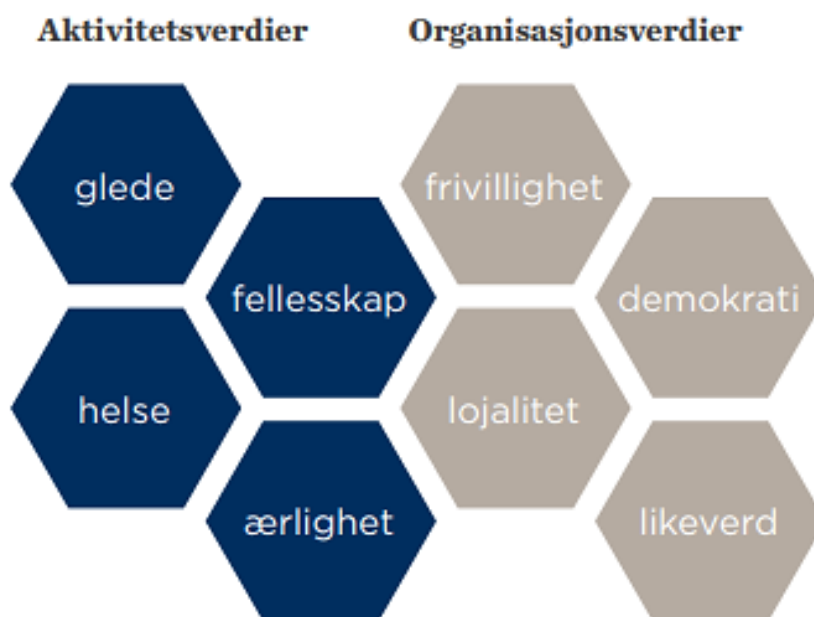 Aktivitetsverdier
Organisasjonsverdier
glede
fellesskap
helse
ærlighet
frivillighet
demokrati
lojalitet
likeverd